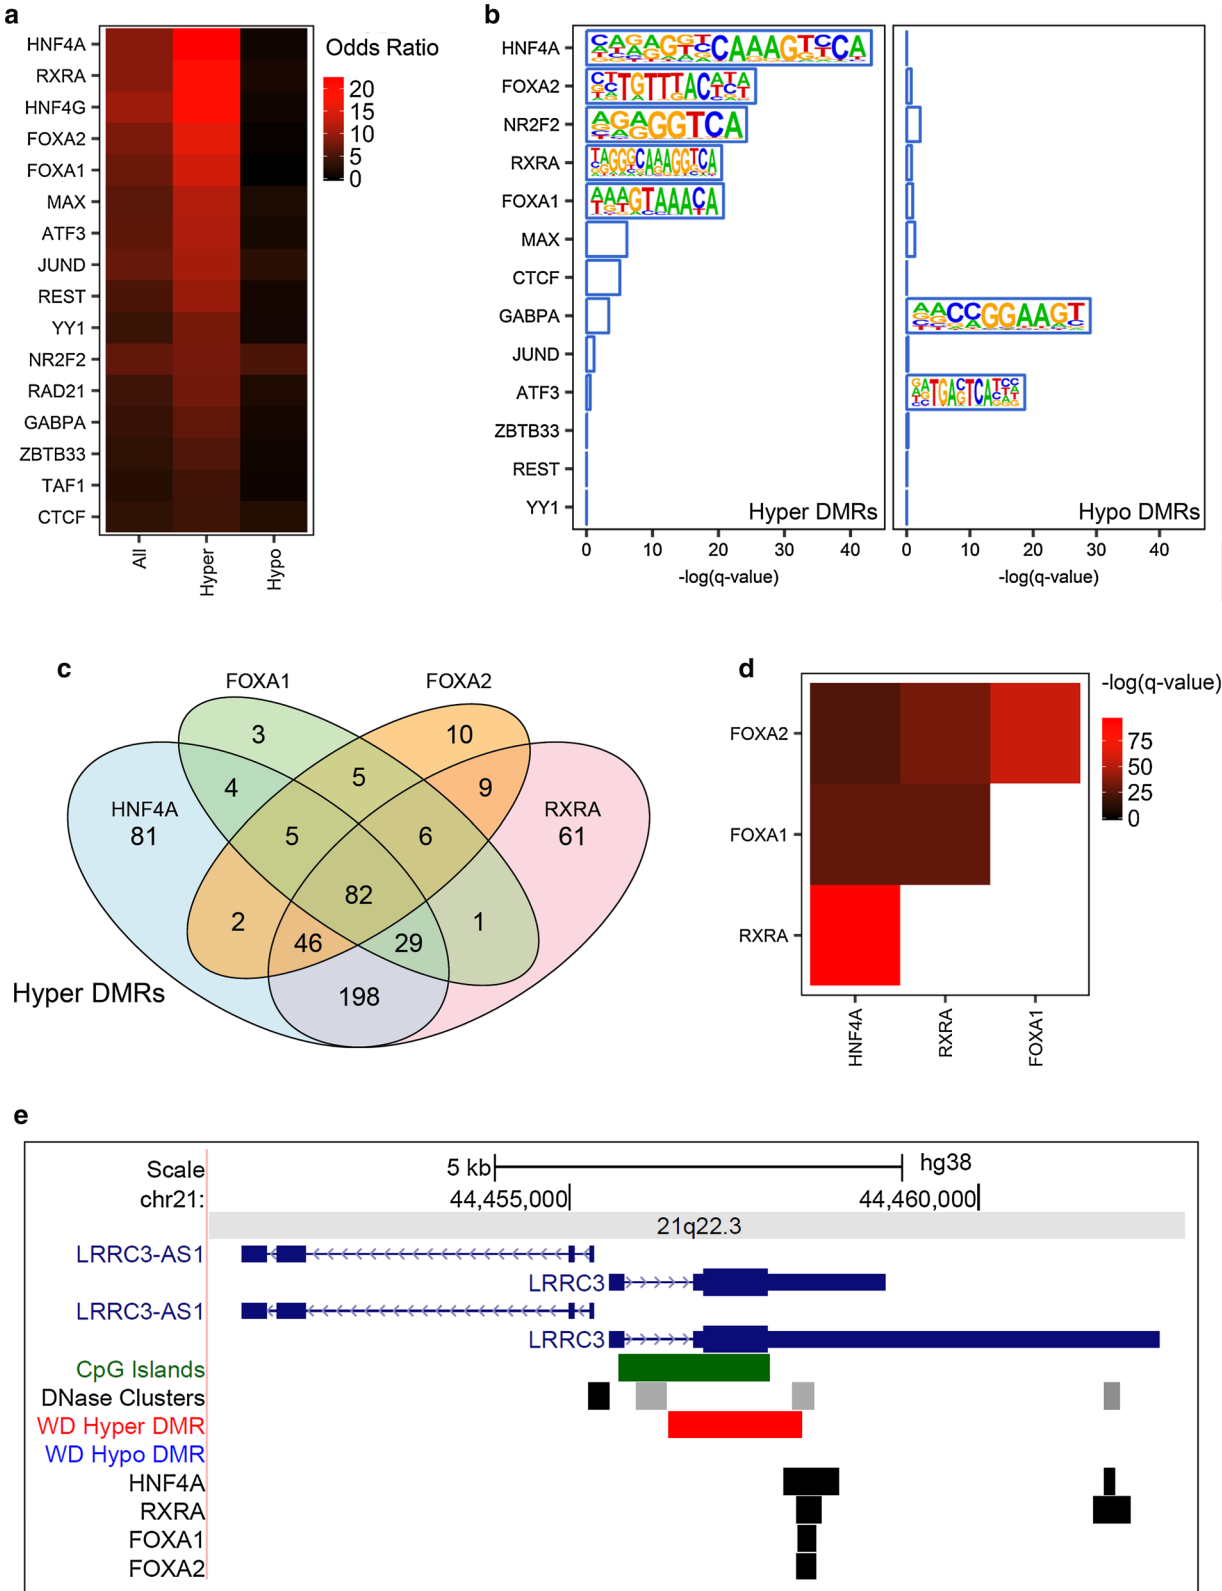 a
HNF4A
RXRA
HNF4G
FOXA2
FOXA1
MAX
ATF3
JUND
REST
YY1
NR2F2
RAD21
GABPA
ZBTB33
TAF1
CTCF
All
Hyper
Hypo
Odds Ratio
20
15
10
5
0
b
HNF4A
FOXA2
NR2F2
RXRA
FOXA1
MAX
CTCF
GABPA
JUND
ATF3
ZBTB33
REST
YY1
Hyper DMRs
Hypo DMRs
0 10 20 30 40
0 10 20 30 40
-log(q-value)
-log(q-value)
c
FOXA1
FOXA2
HNF4A
81
RXRA
61
3
10
4
5
9
5
6
82
2
1
46
29
198
Hyper DMRs
d
FOXA2
FOXA1
RXRA
HNF4A
RXRA
FOXA1
-log(q-value)
75
50
25
0
e
Scale
5 kb
hg38
chr21:
44,455,000
44,460,000
21q22.3
LRRC3-AS1
LRRC3
LRRC3-AS1
LRRC3
CpG Islands
DNase Clusters
WD Hyper DMR
WD Hypo DMR
HNF4A
RXRA
FOXA1
FOXA2